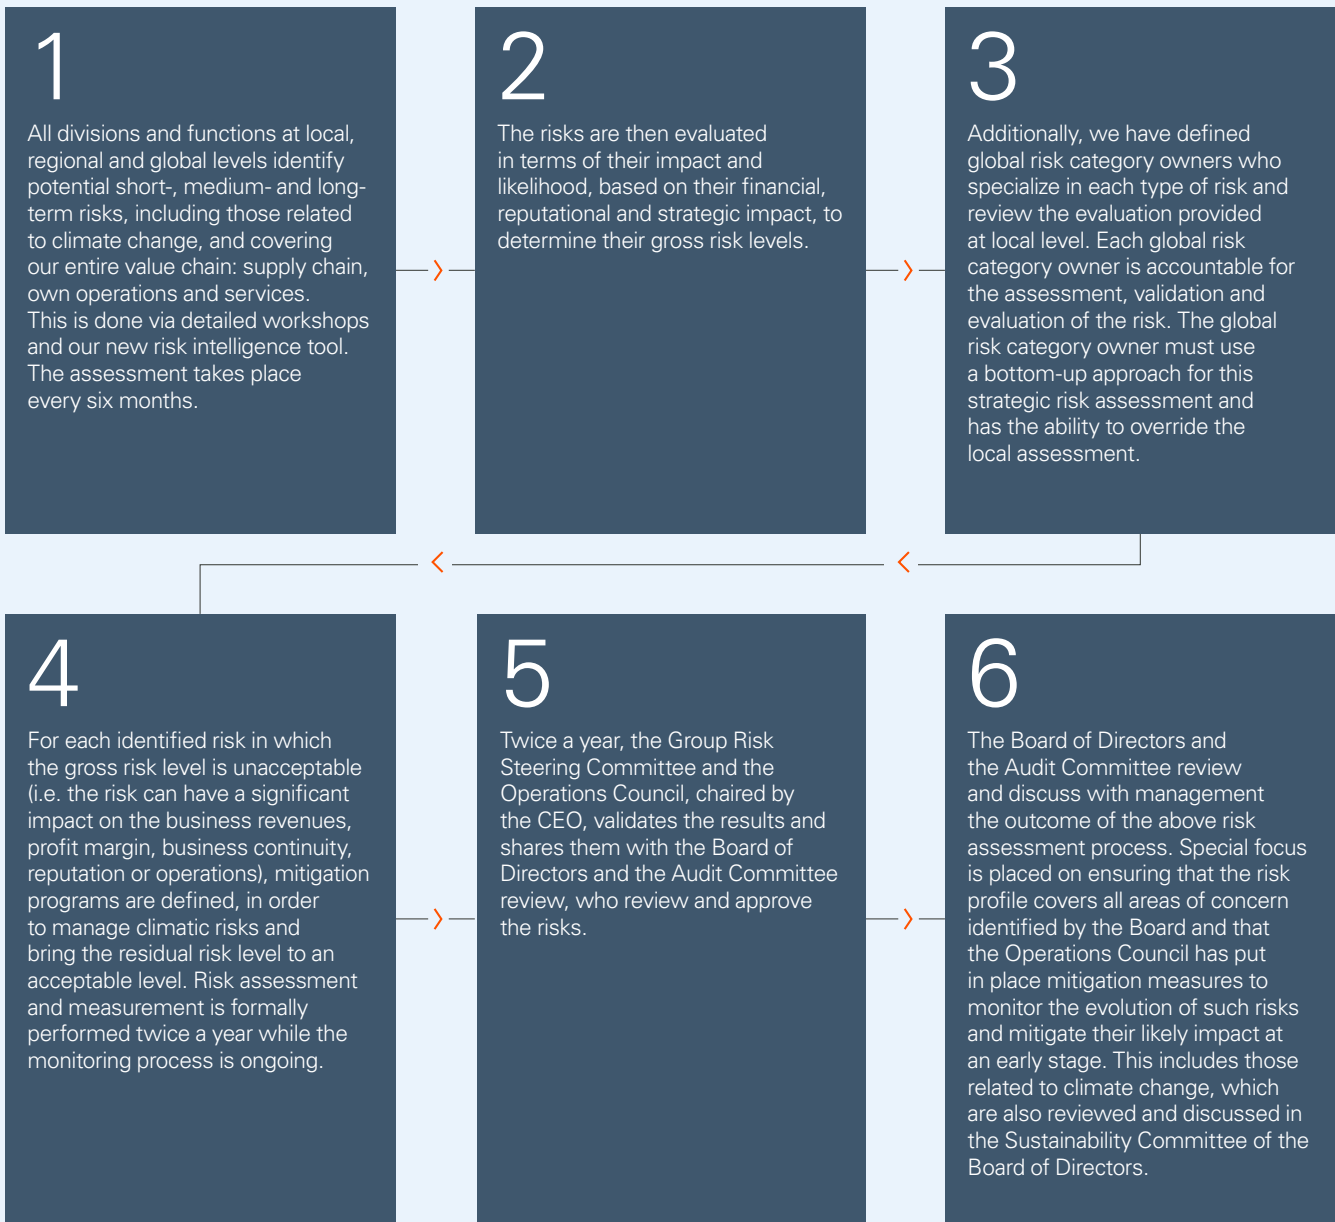 1
All divisions and functions at local,
regional and global levels identify
potential short-, medium- and long-
term risks, including those related
to climate change, and covering
our entire value chain: supply chain,
own operations and services.
This is done via detailed workshops
and our new risk intelligence tool.
The assessment takes place
every six months.
2
The risks are then evaluated
in terms of their impact and
likelihood, based on their financial,
reputational and strategic impact, to
determine their gross risk levels.
3
Additionally, we have defined
global risk category owners who
specialize in each type of risk and
review the evaluation provided
at local level. Each global risk
category owner is accountable for
the assessment, validation and
evaluation of the risk. The global
risk category owner must use
a bottom-up approach for this
strategic risk assessment and
has the ability to override the
local assessment.
4
For each identified risk in which
the gross risk level is unacceptable
(i.e. the risk can have a significant
impact on the business revenues,
profit margin, business continuity,
reputation or operations), mitigation
programs are defined, in order
to manage climatic risks and
bring the residual risk level to an
acceptable level. Risk assessment
and measurement is formally
performed twice a year while the
monitoring process is ongoing.
5
Twice a year, the Group Risk
Steering Committee and the
Operations Council, chaired by
the CEO, validates the results and
shares them with the Board of
Directors and the Audit Committee
review, who review and approve
the risks.
6
The Board of Directors and
the Audit Committee review
and discuss with management
the outcome of the above risk
assessment process. Special focus
is placed on ensuring that the risk
profile covers all areas of concern
identified by the Board and that
the Operations Council has put
in place mitigation measures to
monitor the evolution of such risks
and mitigate their likely impact at
an early stage. This includes those
related to climate change, which
are also reviewed and discussed in
the Sustainability Committee of the
Board of Directors.